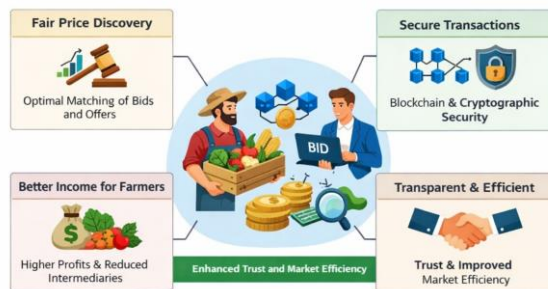 Fair Price Discovery
Optimal Matching of Bids
and Offers
Secure Transactions
Blockchain & Cryptographic
Security
BID
Better Income for Farmers
$
Higher Profits & Reduced
Intermediaries
Transparent & Efficient
Trust & Improved
Market Efficiency
Enhanced Trust and Market Efficiency